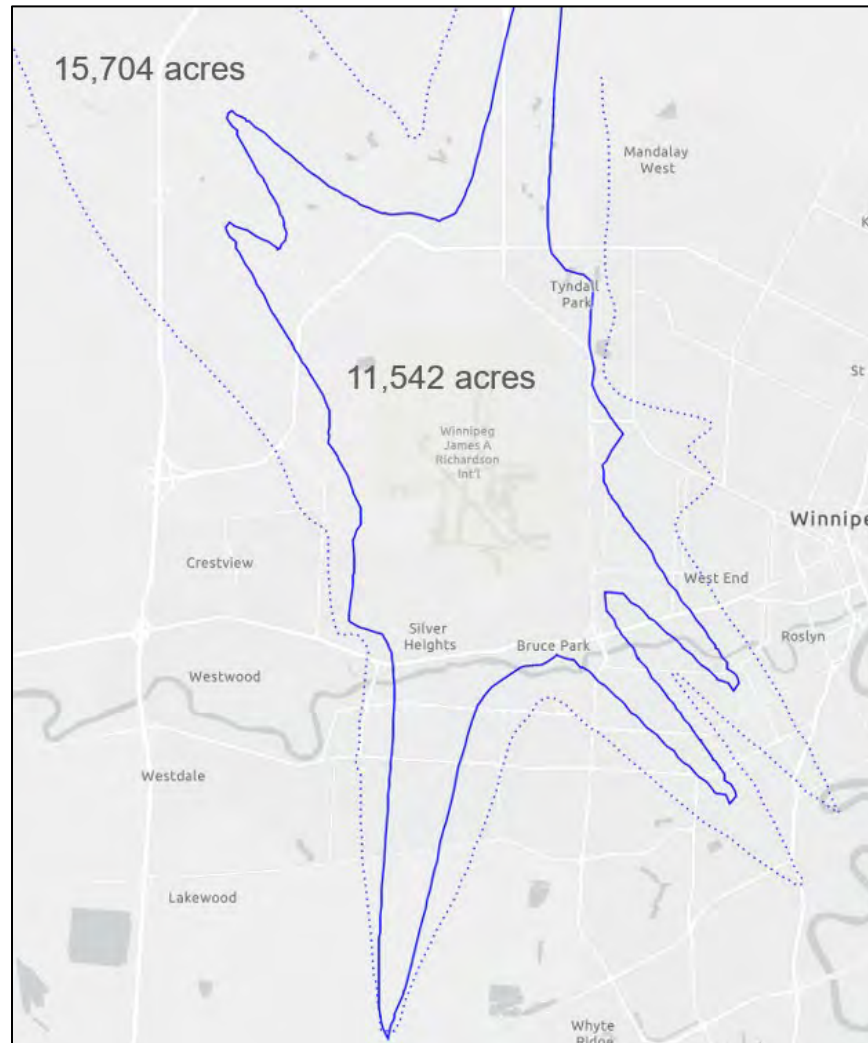 15,704 acres
Mandalay
West
K
Tyndall
Park
St
11,542 acres
Winnipeg
James A
Richardson
Int'l
Winnipe
Crestview
West End
Silver
Heights
Bruce Park
Roslyn
Westwood
Westdale
Lakewood
Whyte
Ridge